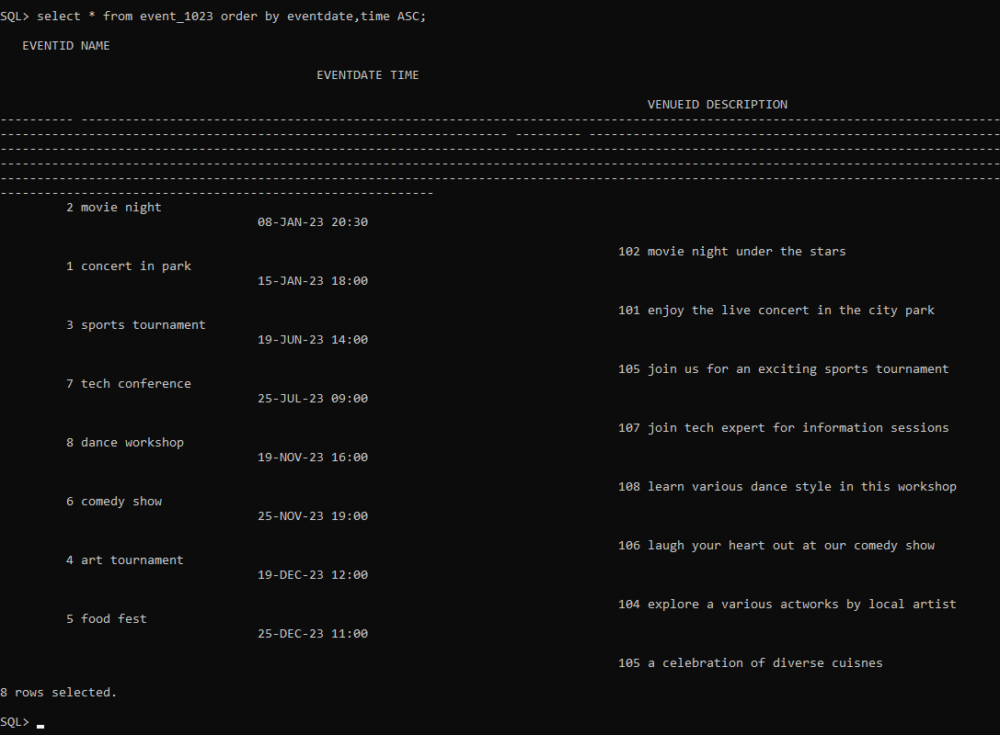 SQL> select * from event_1023 order by eventdate,time ASC;
EVENTID NAME
EVENTDATE TIME
VENUEID DESCRIPTION
2 movie night
08-JAN-23 20:30
102 movie night under the stars
1 concert in park
15-JAN-23 18:00
101 enjoy the live concert in the city park
3 sports tournament
19-JUN-23 14:00
105 join us for an exciting sports tournament
7 tech conference
25-JUL-23 09:00
107 join tech expert for information sessions
8 dance workshop
19-NOV-23 16:00
108 learn various dance style in this workshop
6 comedy show
25-NOV-23 19:00
106 laugh your heart out at our comedy show
4 art tournament
19-DEC-23 12:00
104 explore a various actworks by local artist
5 food fest
25-DEC-23 11:00
105 a celebration of diverse cuisnes
8 rows selected.
SQL>